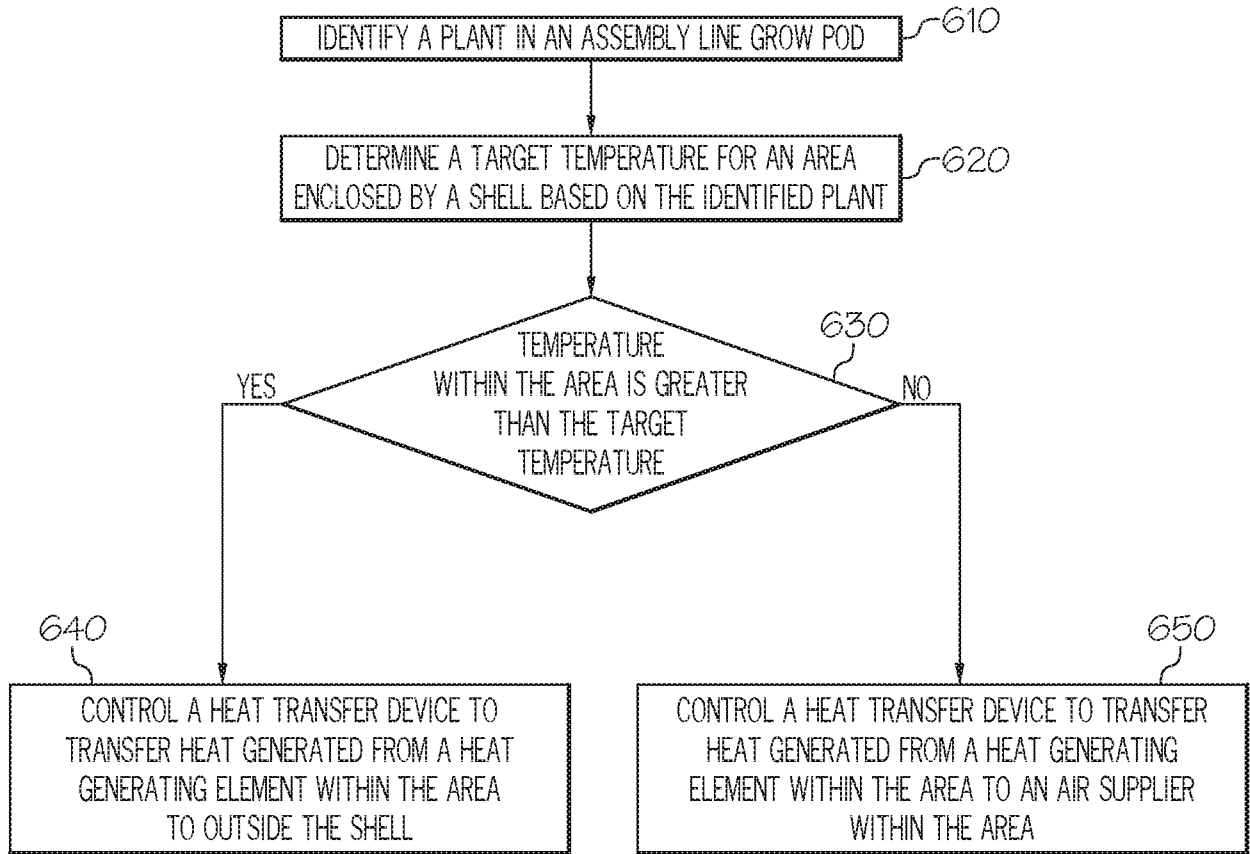 IDENTIFY A PLANT IN AN ASSEMBLY LINE GROW POD
610
DETERMINE A TARGET TEMPERATURE FOR AN AREA
ENCLOSED BY A SHELL BASED ON THE IDENTIFIED PLANT
620
630
TEMPERATURE
WITHIN THE AREA IS GREATER
THAN THE TARGET
TEMPERATURE
YES
NO
640
CONTROL A HEAT TRANSFER DEVICE TO
TRANSFER HEAT GENERATED FROM A HEAT
GENERATING ELEMENT WITHIN THE AREA
TO OUTSIDE THE SHELL
650
CONTROL A HEAT TRANSFER DEVICE TO TRANSFER
HEAT GENERATED FROM A HEAT GENERATING
ELEMENT WITHIN THE AREA TO AN AIR SUPPLIER
WITHIN THE AREA